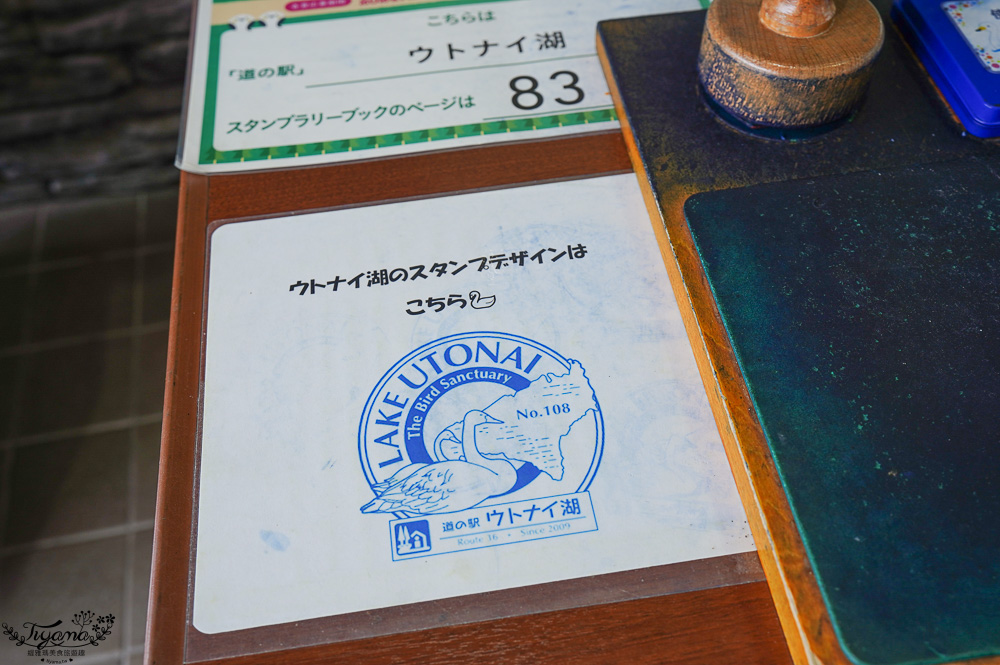 こちらは
「道の駅」 ウトナイ湖
スタンプラリーブックのページは 83
ウトナイ湖のスタンプデザインは
こちら
LAKE UTONAI
The Bird Sanctuary
No.108
道の駅 ウトナイ湖
Route 36 ・ Since 2009